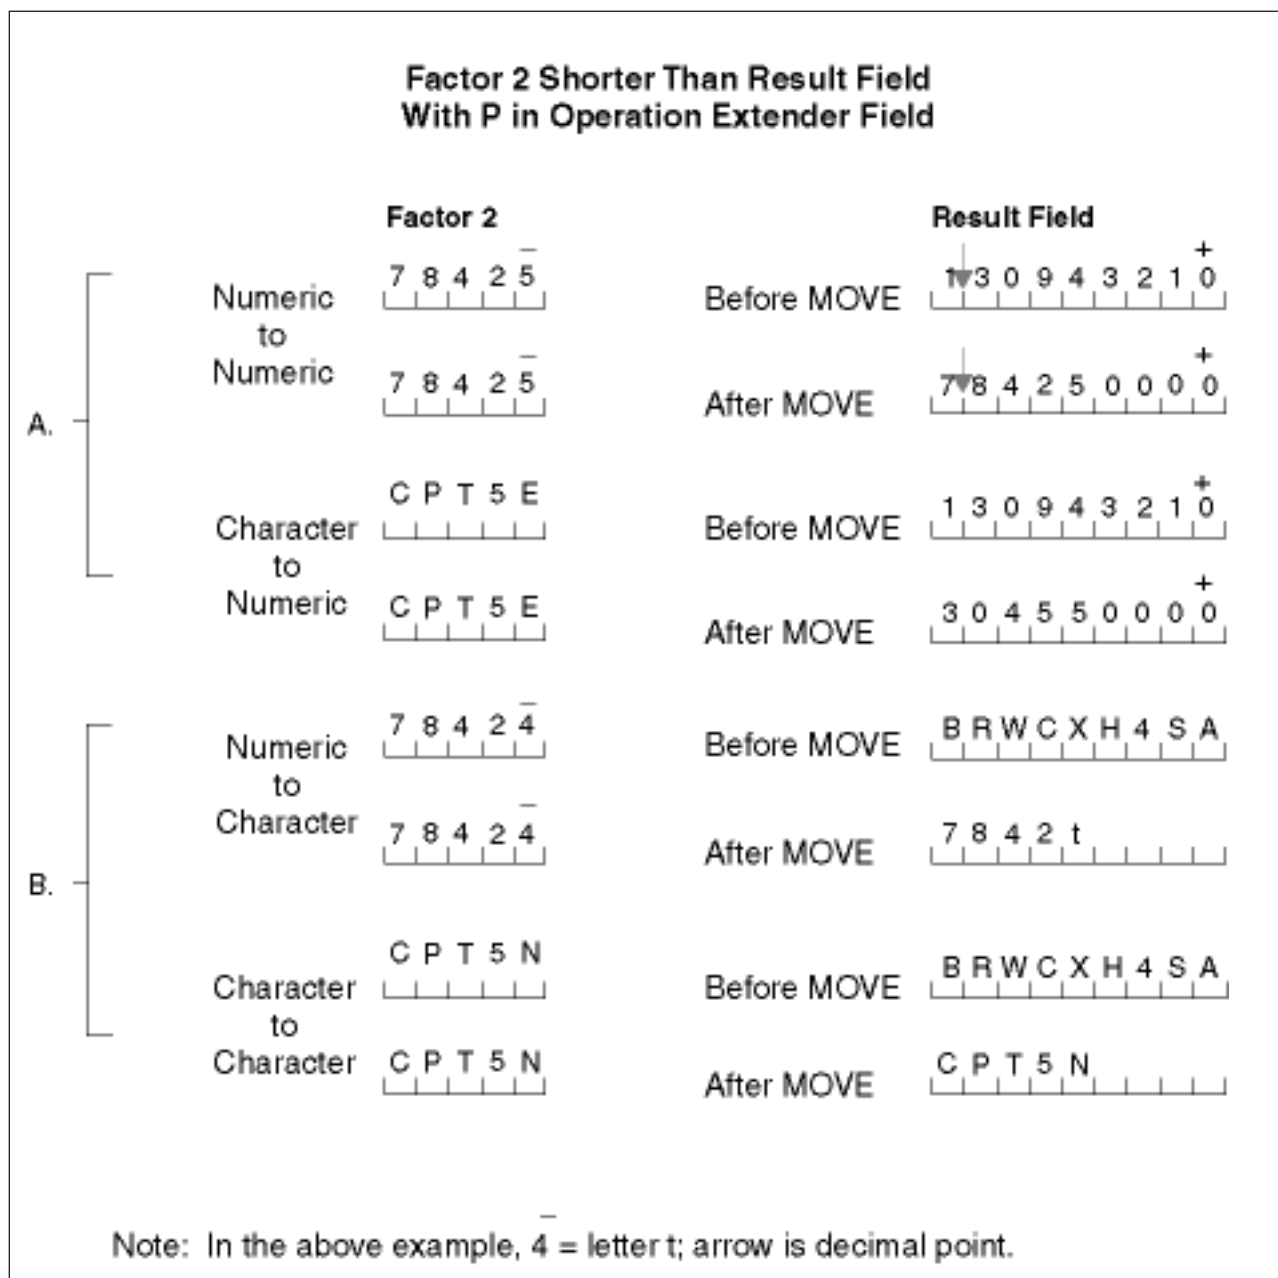 Factor 2 Shorter Than Result Field
With P in Operation Extender Field
Factor 2 Result Field
A.
Numeric
to
Numeric
7 8 4 2 5̅
Before MOVE
+
1 3 0 9 4 3 2 1 0
7 8 4 2 5̅
After MOVE
+
7 8 4 2 5 0 0 0 0
Character
to
Numeric
C P T 5 E
Before MOVE
+
1 3 0 9 4 3 2 1 0
C P T 5 E
After MOVE
+
3 0 4 5 5 0 0 0 0
B.
Numeric
to
Character
7 8 4 2 4̅
Before MOVE
B R W C X H 4 S A
7 8 4 2 4̅
After MOVE
7 8 4 2 t
Character
to
Character
C P T 5 N
Before MOVE
B R W C X H 4 S A
C P T 5 N
After MOVE
C P T 5 N
Note: In the above example, 4̅ = letter t; arrow is decimal point.